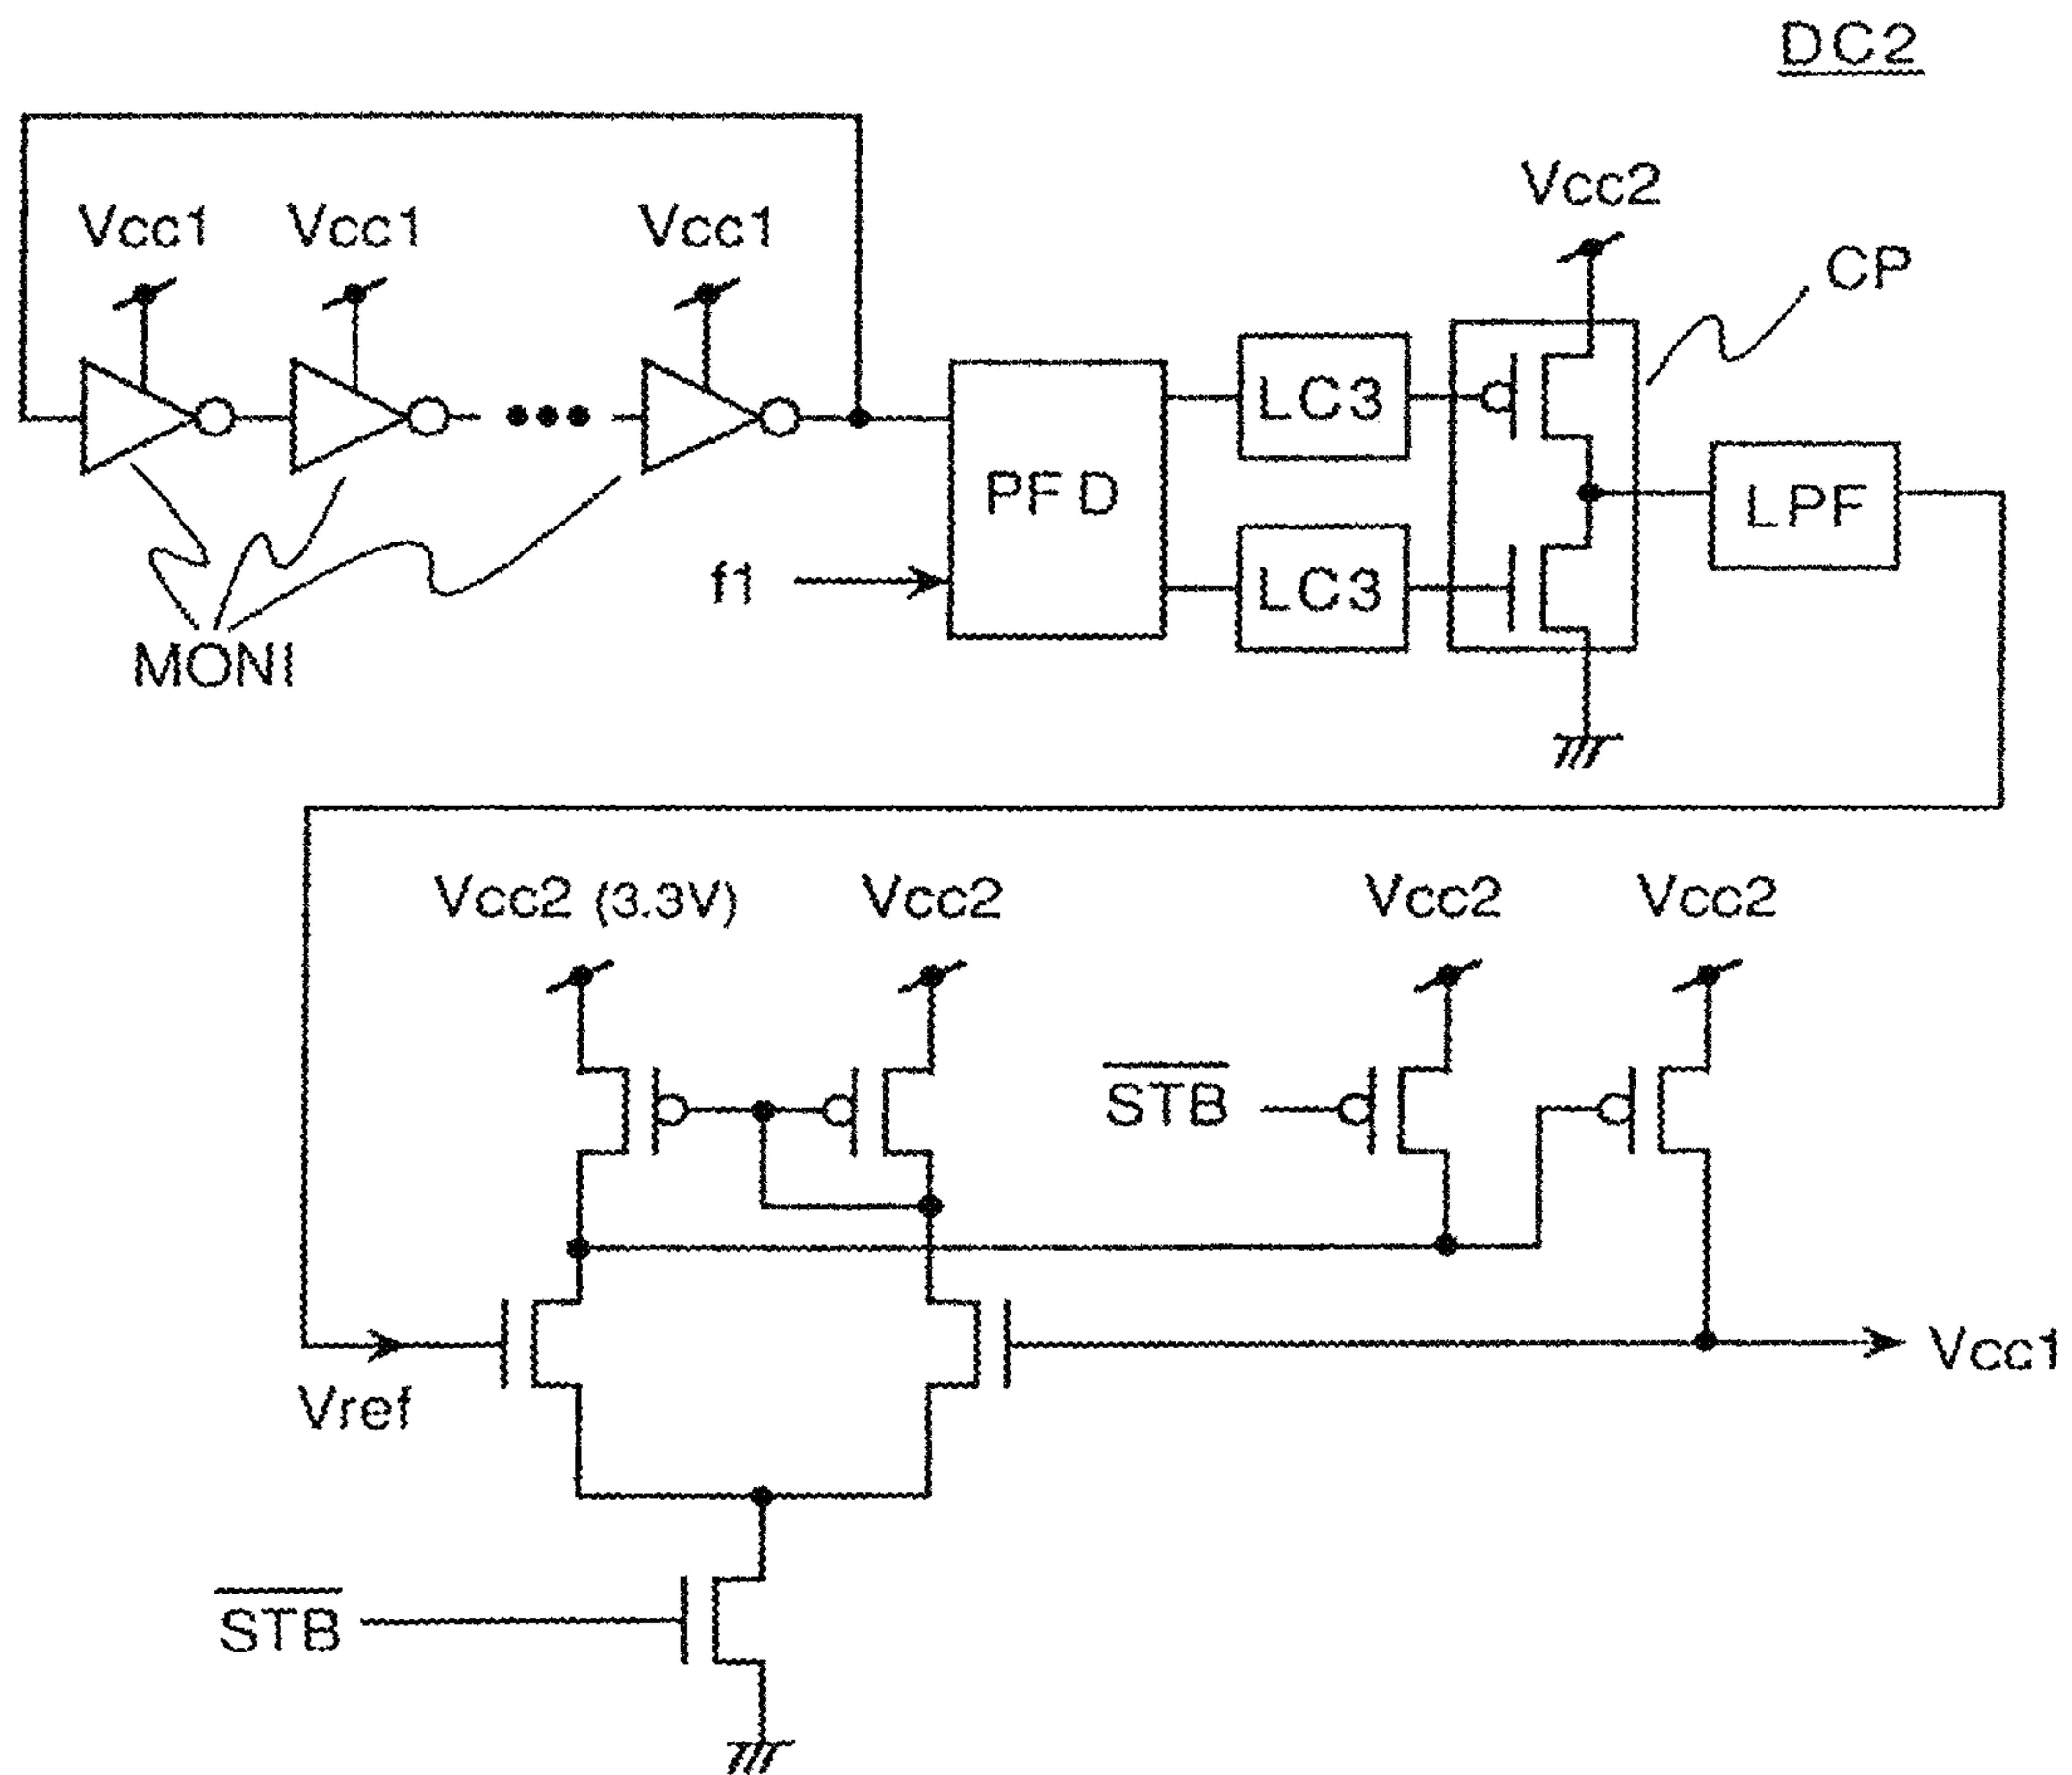 DC2
Vcc1 Vcc1 Vcc1
Vcc2
CP
LC3
PFD
LPF
f1
LC3
MONI
Vcc2 (3.3V) Vcc2 Vcc2 Vcc2
STB
Vref
Vcc1
STB